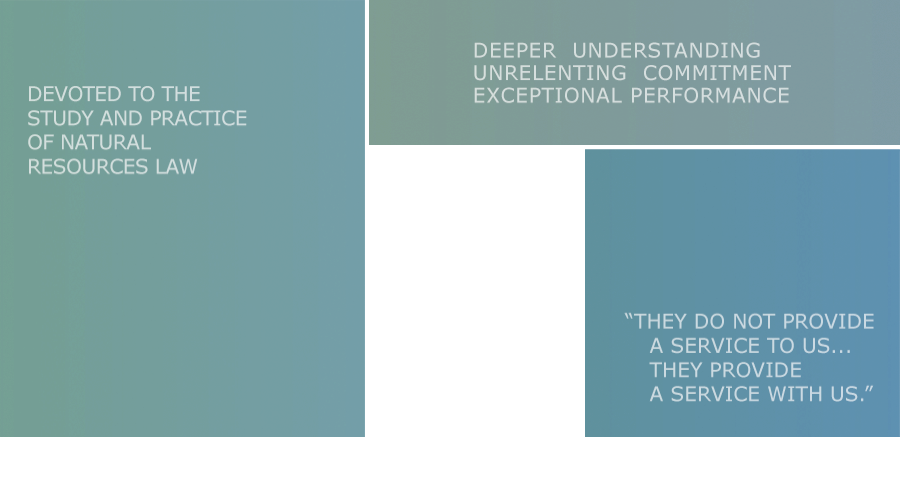 DEVOTED TO THE
STUDY AND PRACTICE
OF NATURAL
RESOURCES LAW
DEEPER UNDERSTANDING
UNRELENTING COMMITMENT
EXCEPTIONAL PERFORMANCE
“THEY DO NOT PROVIDE
A SERVICE TO US...
THEY PROVIDE
A SERVICE WITH US.”